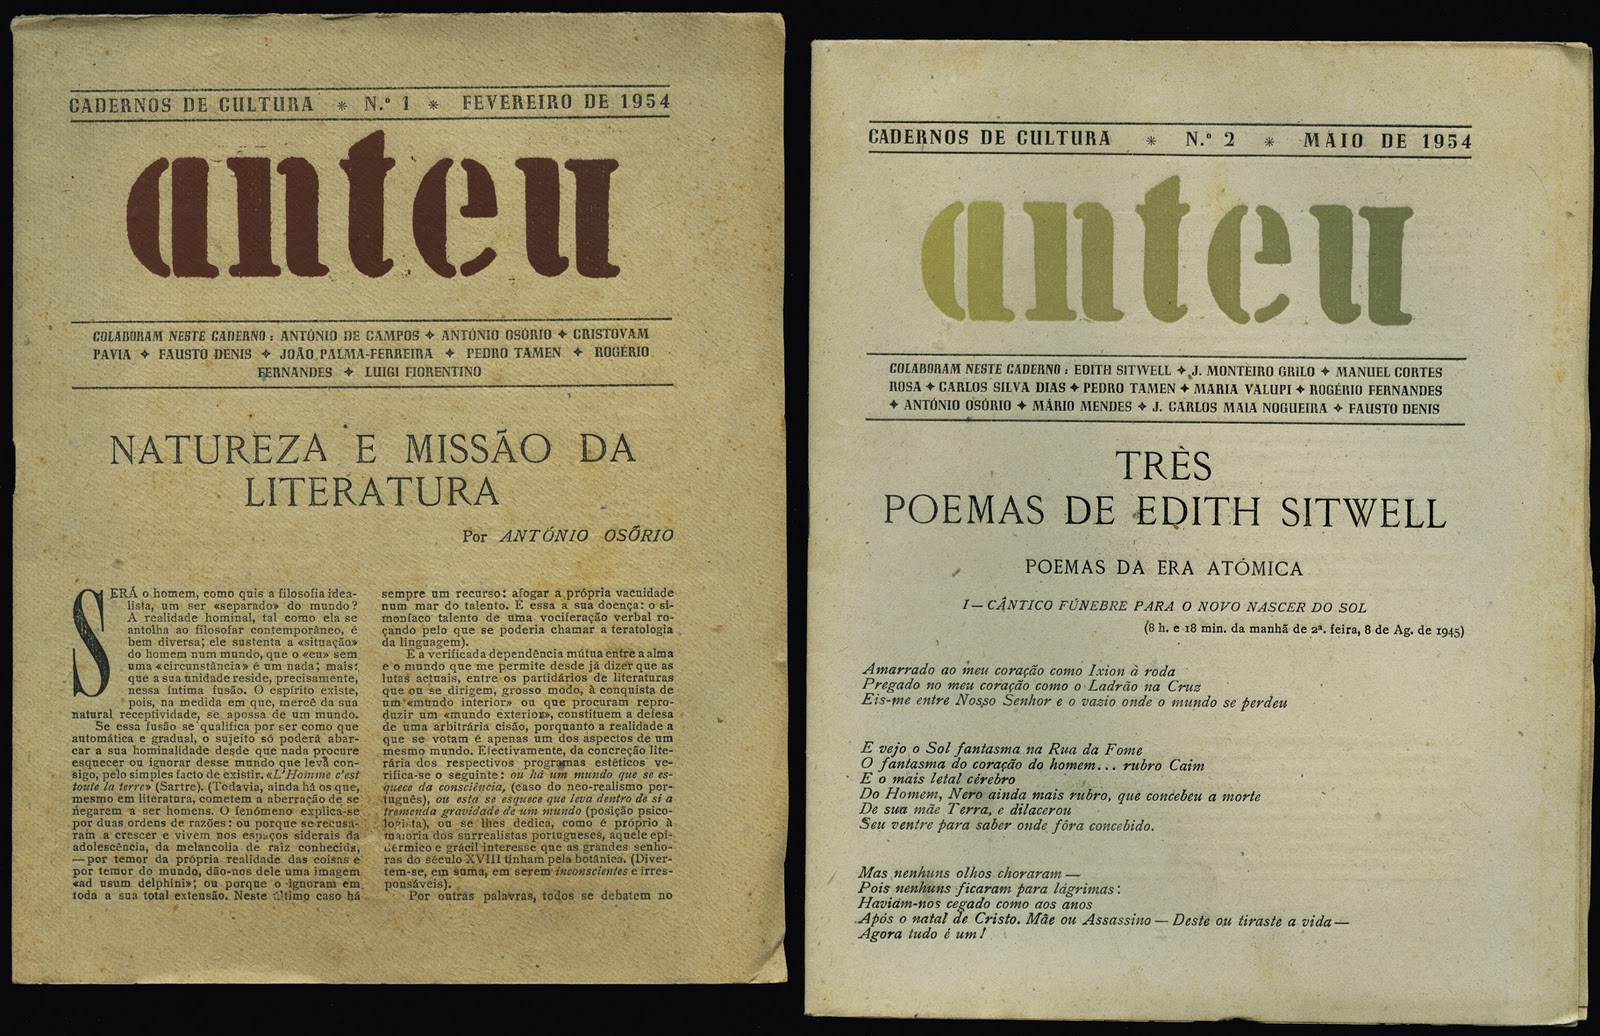 CADERNOS DE CULTURA * N.º 1 * FEVEREIRO DE 1954
anteu
COLABORAM NESTE CADERNO: ANTÓNIO DE CAMPOS ✦ ANTÓNIO OSÓRIO ✦ CRISTOVAM
PAVIA ✦ FAUSTO DENIS ✦ JOÃO PALMA-FERREIRA ✦ PEDRO TAMEN ✦ ROGÉRIO
FERNANDES ✦ LUIGI FIORENTINO
NATUREZA E MISSÃO DA
LITERATURA
Por ANTÓNIO OSÓRIO
SERÁ o homem, como quis a filosofia idea-
lista, um ser «separado» do mundo?
A realidade hominal, tal como ela se
antolha ao filosofar contemporâneo, é
bem diversa; ele sustenta a «situação»
do homem num mundo, que o «eu» sem
uma «circunstância» é um nada; mais:
que a sua unidade reside, precisamente,
nessa íntima fusão. O espírito existe,
pois, na medida em que, mercê da sua
natural receptividade, se apossa de um mundo.
Se essa fusão se qualifica por ser como que
automática e gradual, o sujeito só poderá abar-
car a sua hominalidade desde que nada procure
esquecer ou ignorar desse mundo que leva con-
sigo, pelo simples facto de existir. «L'Homme c'est
toute la terre» (Sartre). (Todavia, ainda há os que,
mesmo em literatura, cometem a aberração de se
negarem a ser homens. O fenómeno explica-se
por duas ordens de razões: ou porque se recusa-
ram a crescer e vivem nos espaços siderais da
adolescência, da melancolia de raiz conhecida,
—por temor da própria realidade das coisas e
por temor do mundo, dão-nos dele uma imagem
«ad usum delphini»; ou porque o ignoram em
toda a sua total extensão. Neste último caso há
sempre um recurso: afogar a própria vacuidade
num mar do talento. É essa a sua doença: o si-
moníaco talento de uma vociferação verbal ro-
çando pelo que se poderia chamar a teratologia
da linguagem).
E a verificada dependência mútua entre a alma
e o mundo que me permite desde já dizer que as
lutas actuais, entre os partidários de literaturas
que ou se dirigem, grosso modo, à conquista de
um «mundo interior» ou que procuram repro-
duzir um «mundo exterior», constituem a defesa
de uma arbitrária cisão, porquanto a realidade a
que se votam é apenas um dos aspectos de um
mesmo mundo. Efectivamente, da concreção lite-
rária dos respectivos programas estéticos ve-
rifica-se o seguinte: ou há um mundo que se es-
quece da consciência, (caso do neo-realismo por-
tuguês), ou esta se esquece que leva dentro de si a
tremenda gravidade de um mundo (posição psico-
logista), ou se lhes dedica, como é próprio à
maioria dos surrealistas portugueses, aquele epi-
dérmico e grácil interesse que as grandes senho-
ras do século XVIII tinham pela botânica. (Diver-
tem-se, em suma, em serem inconscientes e irres-
ponsáveis).
Por outras palavras, todos se debatem no
CADERNOS DE CULTURA * N.º 2 * MAIO DE 1954
anteu
COLABORAM NESTE CADERNO: EDITH SITWELL ✦ J. MONTEIRO GRILO ✦ MANUEL CORTES
ROSA ✦ CARLOS SILVA DIAS ✦ PEDRO TAMEN ✦ MARIA VALUPI ✦ ROGÉRIO FERNANDES
✦ ANTÓNIO OSÓRIO ✦ MÁRIO MENDES ✦ J. CARLOS MAIA NOGUEIRA ✦ FAUSTO DENIS
TRÊS
POEMAS DE EDITH SITWELL
POEMAS DA ERA ATÓMICA
I — CÂNTICO FÚNEBRE PARA O NOVO NASCER DO SOL
(8 h. e 18 min. da manhã de 2ª. feira, 8 de Ag. de 1945)
Amarrado ao meu coração como Ixion à roda
Pregado no meu coração como o Ladrão na Cruz
Eis-me entre Nosso Senhor e o vazio onde o mundo se perdeu
E vejo o Sol fantasma na Rua da Fome
O fantasma do coração do homem... rubro Caim
E o mais letal cérebro
Do Homem, Nero ainda mais rubro, que concebeu a morte
De sua mãe Terra, e dilacerou
Seu ventre para saber onde fôra concebido.
Mas nenhuns olhos choraram —
Pois nenhuns ficaram para lágrimas:
Haviam-nos cegado como aos anos
Após o natal de Cristo. Mãe ou Assassino — Deste ou tiraste a vida —
Agora tudo é um!